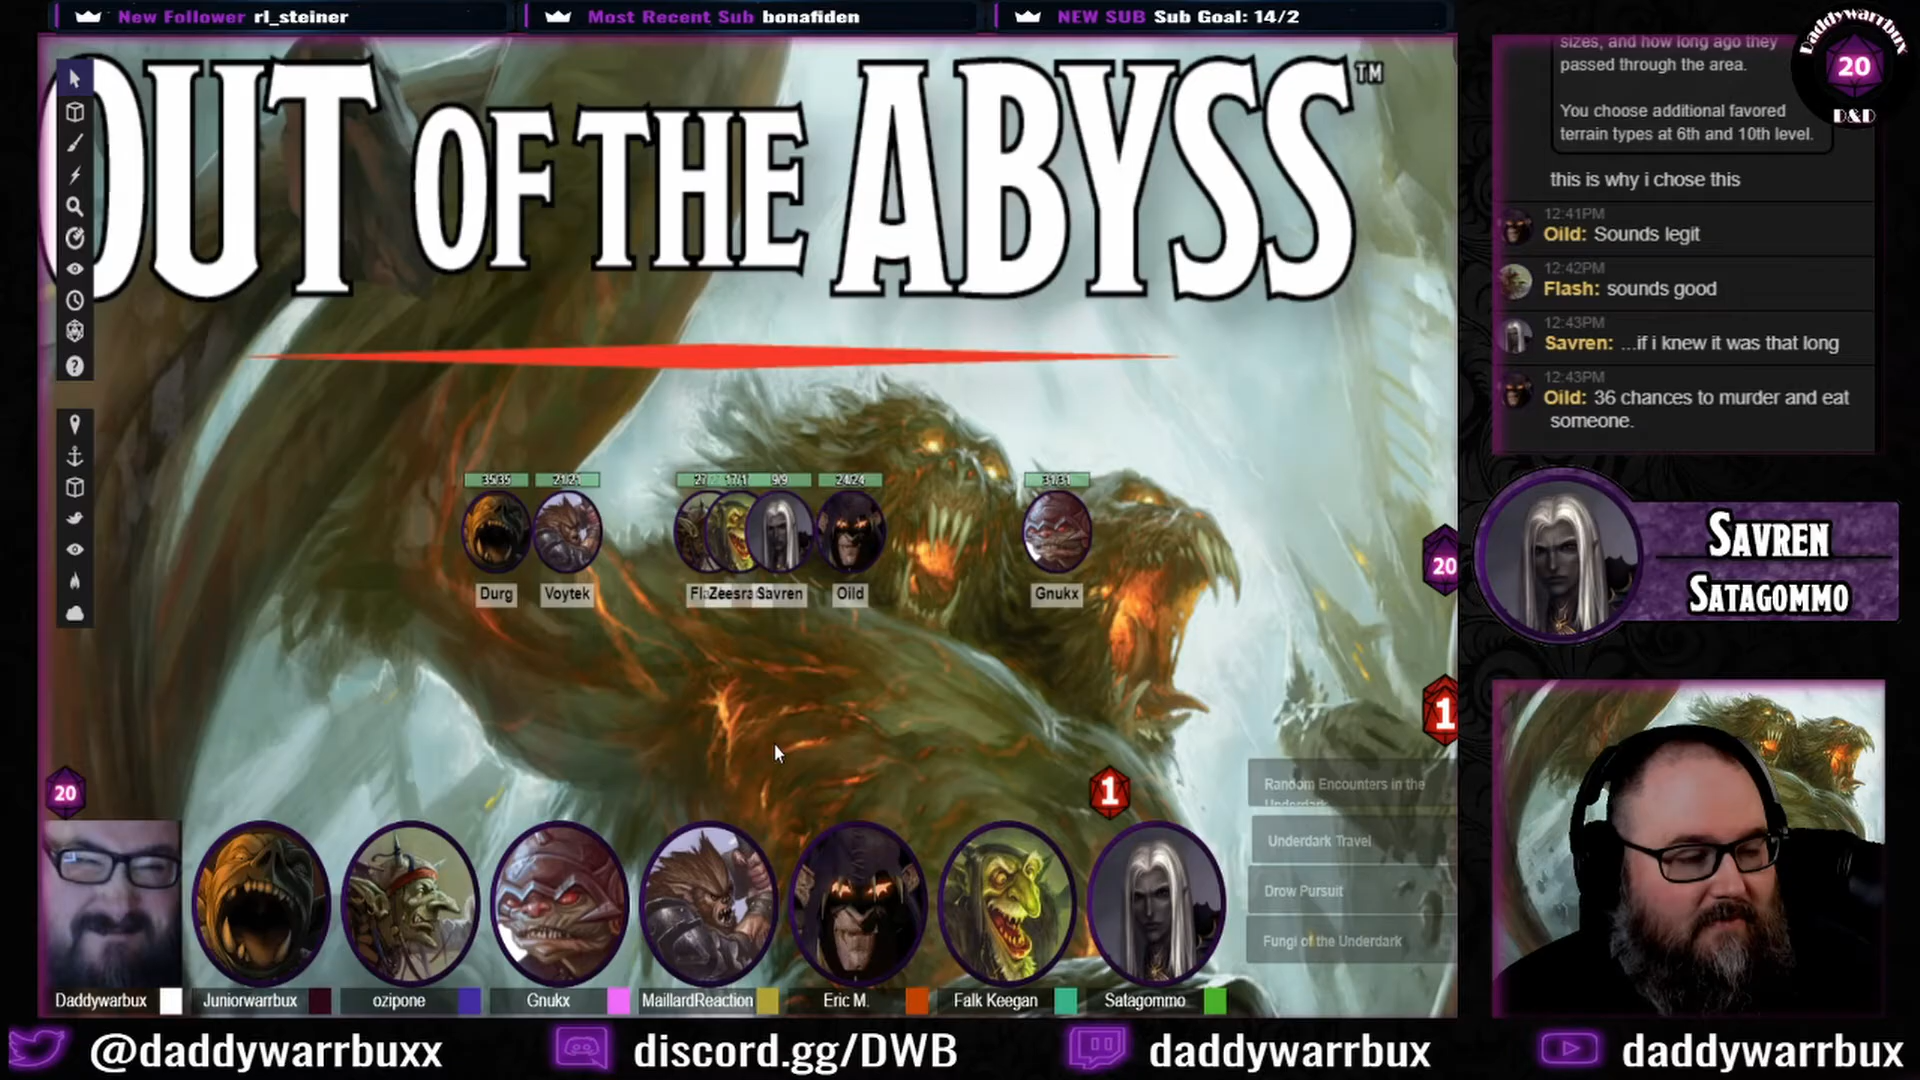 New Follower rl_steiner
Most Recent Sub bonafiden
NEW SUB Sub Goal: 14/2
OUT OF THE ABYSS™
sizes, and how long ago they
passed through the area.
You choose additional favored
terrain types at 6th and 10th level.
this is why i chose this
12:41PM
Oild: Sounds legit
12:42PM
Flash: sounds good
12:43PM
Savren: ...if i knew it was that long
12:43PM
Oild: 36 chances to murder and eat
someone.
Daddywarrbux
20
D&D
35/35
21/21
9/9
24/24
31/31
Durg
Voytek
Zeesra
Savren
Oild
Gnukx
20
1
1
20
SAVREN
SATAGOMMO
Random Encounters in the
Underdark
Underdark Travel
Drow Pursuit
Fungi of the Underdark
Daddywarbux
Juniorwarrbux
ozipone
Gnukx
MaillardReaction
Eric M.
Falk Keegan
Satagommo
@daddywarrbuxx
discord.gg/DWB
daddywarrbux
daddywarrbux